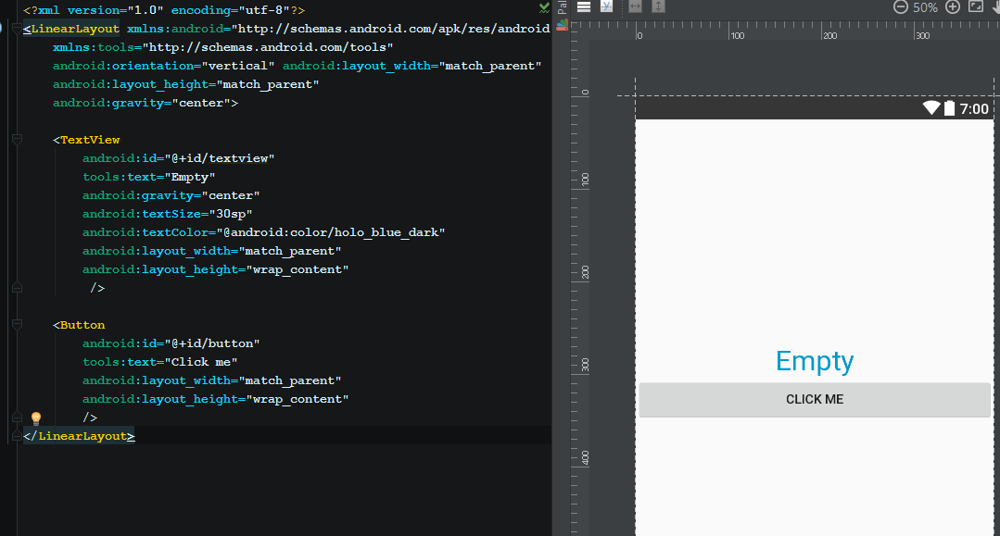 <?xml version="1.0" encoding="utf-8"?>
<LinearLayout xmlns:android="http://schemas.android.com/apk/res/android
xmlns:tools="http://schemas.android.com/tools"
android:orientation="vertical" android:layout_width="match_parent"
android:layout_height="match_parent"
android:gravity="center">
<TextView
android:id="@+id/textview"
tools:text="Empty"
android:gravity="center"
android:textSize="30sp"
android:textColor="@android:color/holo_blue_dark"
android:layout_width="match_parent"
android:layout_height="wrap_content"
/>
<Button
android:id="@+id/button"
tools:text="Click me"
android:layout_width="match_parent"
android:layout_height="wrap_content"
/>
</LinearLayout>
Pa
50%
0 100 200 300
0
100
200
300
400
7:00
Empty
CLICK ME